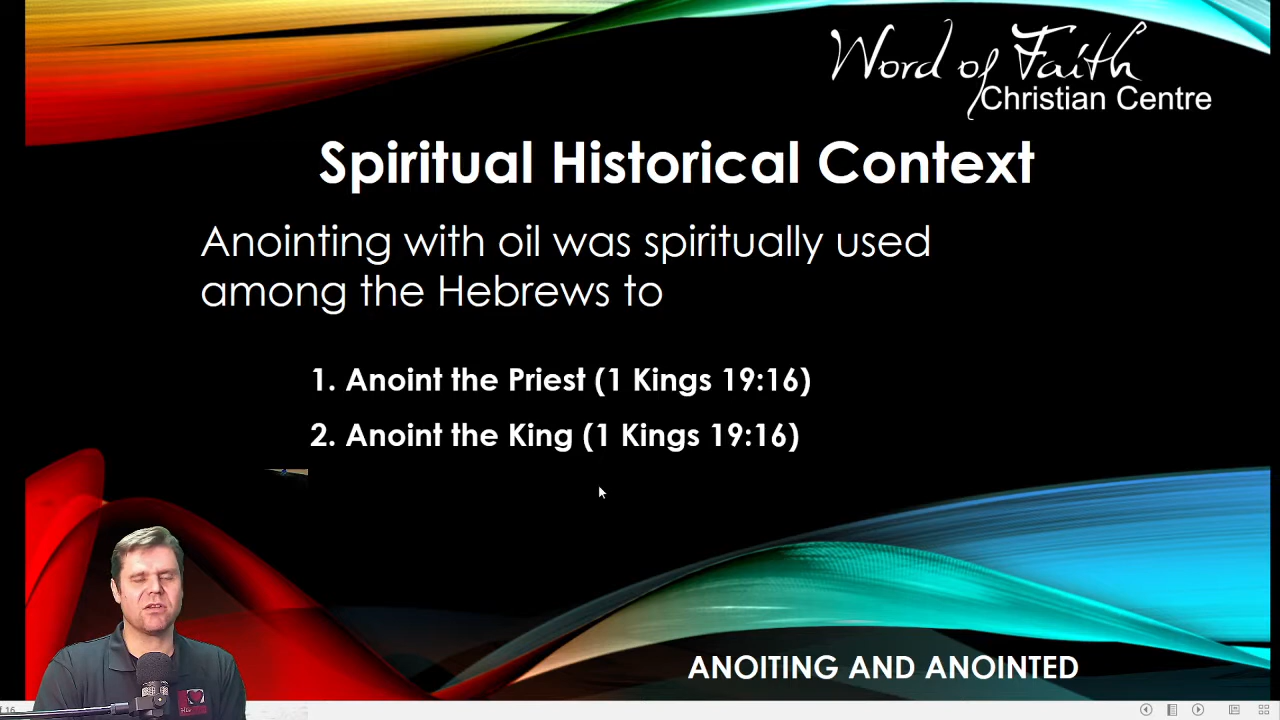 Word of Faith
Christian Centre
Spiritual Historical Context
Anointing with oil was spiritually used
among the Hebrews to
1. Anoint the Priest (1 Kings 19:16)
2. Anoint the King (1 Kings 19:16)
ANOITING AND ANOINTED
f 16